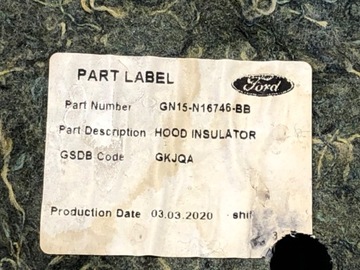 PART LABEL
Ford
Part Number GN15-N16746-BB
Part Description HOOD INSULATOR
GSDB Code GKJQA
Production Date 03.03.2020